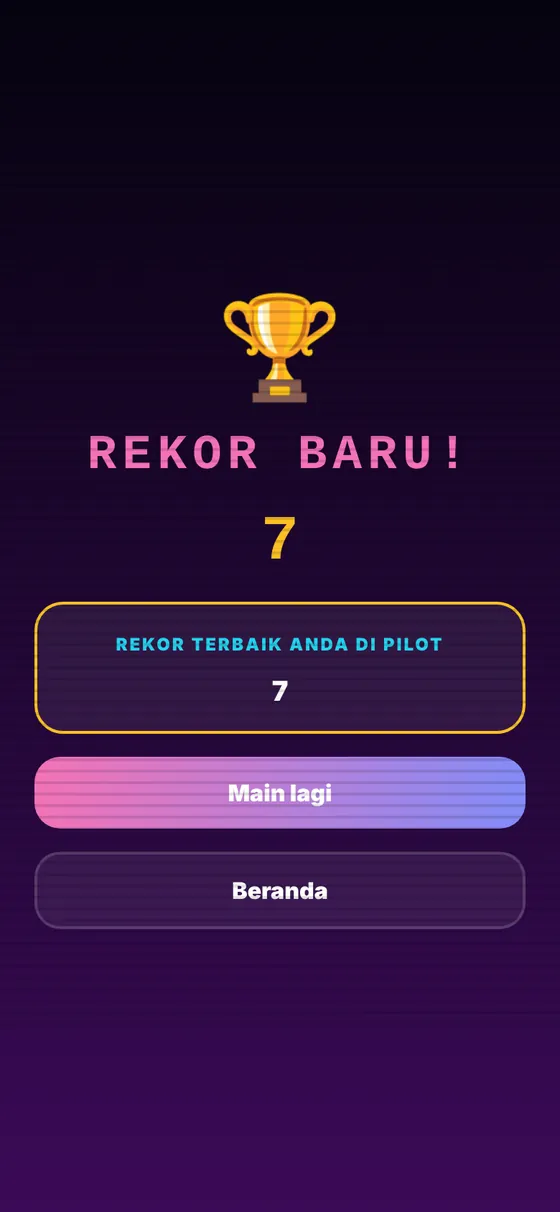 REKOR BARU!
7
REKOR TERBAIK ANDA DI PILOT
7
Main lagi
Beranda